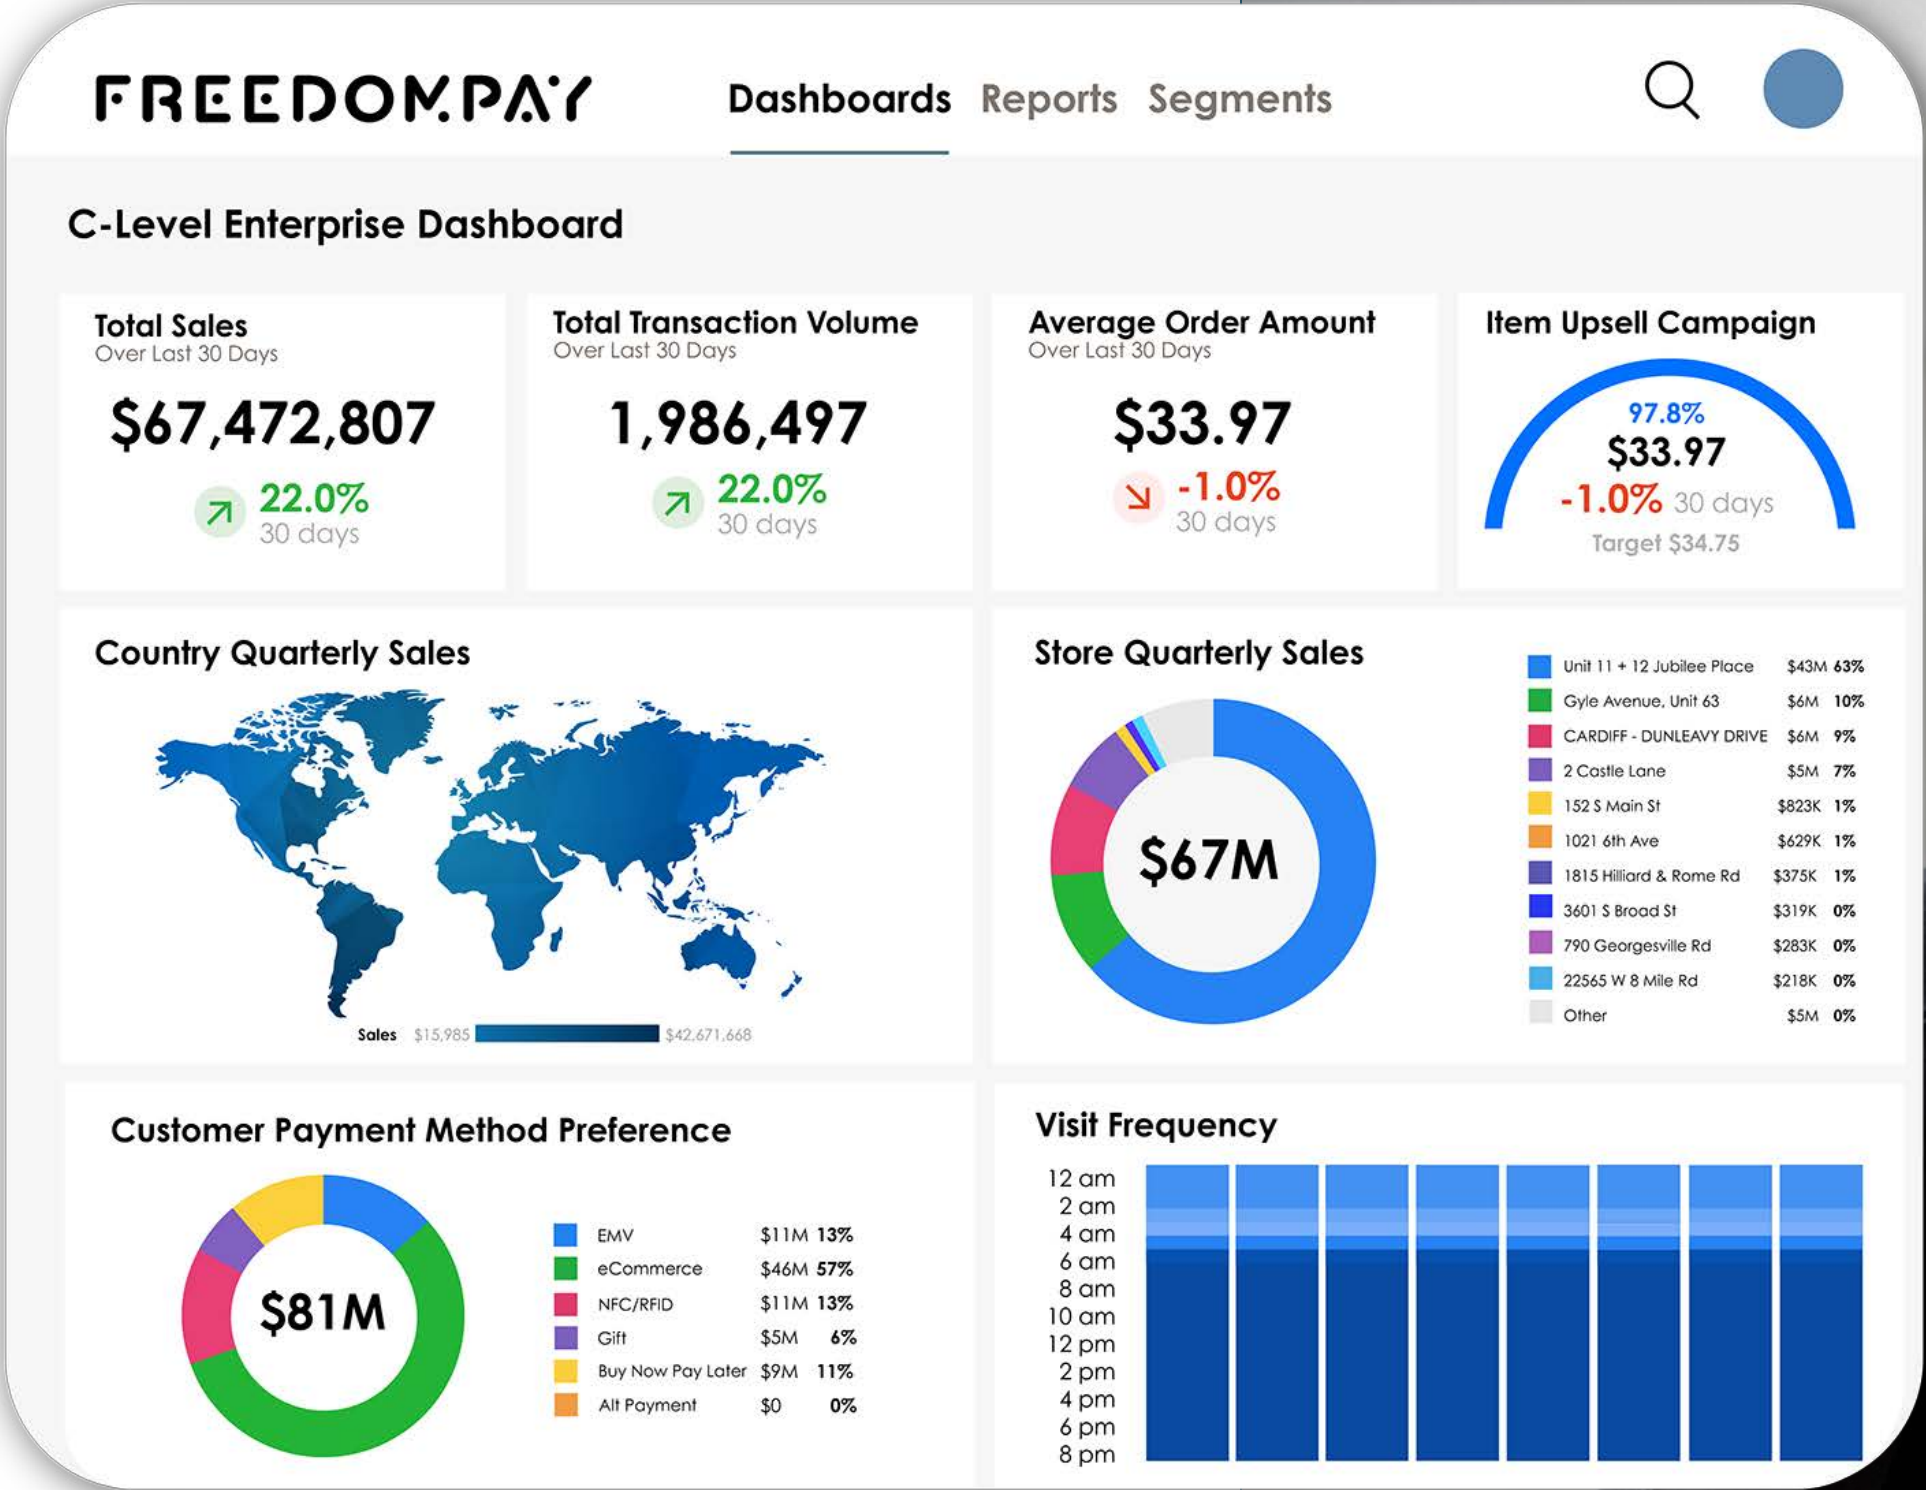 FREEDOMPAY
Dashboards Reports Segments
C-Level Enterprise Dashboard
Total Sales
Over Last 30 Days
$67,472,807
22.0%
30 days
Total Transaction Volume
Over Last 30 Days
1,986,497
22.0%
30 days
Average Order Amount
Over Last 30 Days
$33.97
-1.0%
30 days
Item Upsell Campaign
97.8%
$33.97
-1.0% 30 days
Target $34.75
Country Quarterly Sales
Sales $15,985 $42,671,668
Store Quarterly Sales
$67M
Unit 11 + 12 Jubilee Place $43M 63%
Gyle Avenue, Unit 63 $6M 10%
CARDIFF - DUNLEAVY DRIVE $6M 9%
2 Castle Lane $5M 7%
152 S Main St $823K 1%
1021 6th Ave $629K 1%
1815 Hilliard & Rome Rd $375K 1%
3601 S Broad St $319K 0%
790 Georgesville Rd $283K 0%
22565 W 8 Mile Rd $218K 0%
Other $5M 0%
Customer Payment Method Preference
$81M
EMV $11M 13%
eCommerce $46M 57%
NFC/RFID $11M 13%
Gift $5M 6%
Buy Now Pay Later $9M 11%
Alt Payment $0 0%
Visit Frequency
12 am
2 am
4 am
6 am
8 am
10 am
12 pm
2 pm
4 pm
6 pm
8 pm